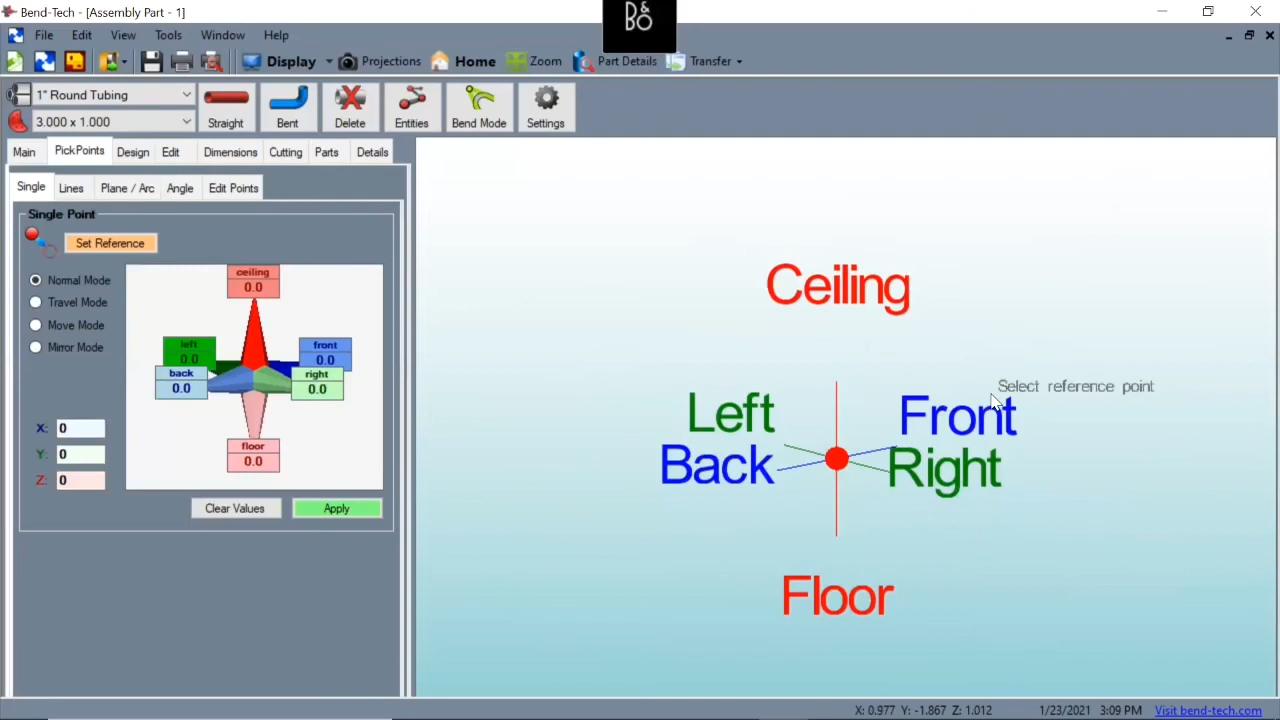 Bend-Tech - [Assembly Part - 1]
B&O
File Edit View Tools Window Help
Display Projections Home Zoom Part Details Transfer
1" Round Tubing
3.000 x 1.000
Straight Bent Delete Entities Bend Mode Settings
Main PickPoints Design Edit Dimensions Cutting Parts Details
Single Lines Plane / Arc Angle Edit Points
Single Point
Set Reference
Normal Mode
Travel Mode
Move Mode
Mirror Mode
ceiling
0.0
left
0.0
front
0.0
back
0.0
right
0.0
floor
0.0
X: 0
Y: 0
Z: 0
Clear Values Apply
Ceiling
Select reference point
Left Front
Back Right
Floor
X: 0.977 Y: -1.867 Z: 1.012 1/23/2021 3:09 PM Visit bend-tech.com